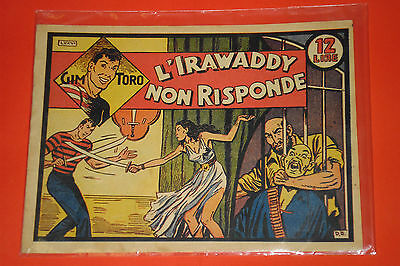 GIM TORO
L'IRAWADDY
NON RISPONDE
12
LIRE